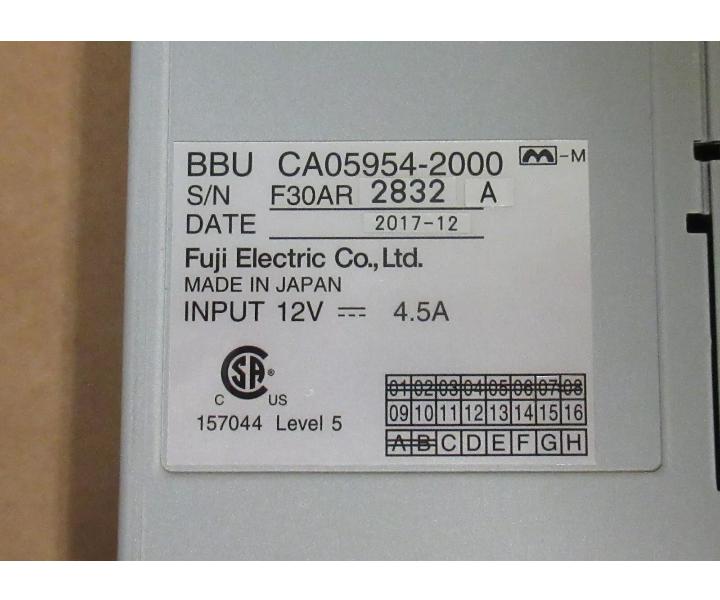 BBU CA05954-2000 -M
S/N F30AR 2832 A
DATE 2017-12
Fuji Electric Co., Ltd.
MADE IN JAPAN
INPUT 12V ⎓ 4.5A
CSA ®
C US
157044 Level 5
01 02 03 04 05 06 07 08
09 10 11 12 13 14 15 16
A B C D E F G H